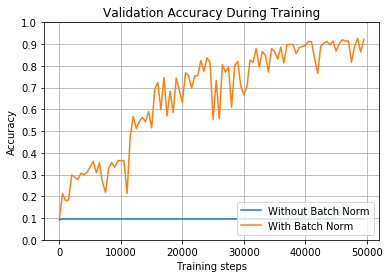 Validation Accuracy During Training
1.0
0.9
0.8
0.7
0.6
0.5
0.4
0.3
0.2
0.1
0.0
Accuracy
Without Batch Norm
With Batch Norm
0 10000 20000 30000 40000 50000
Training steps